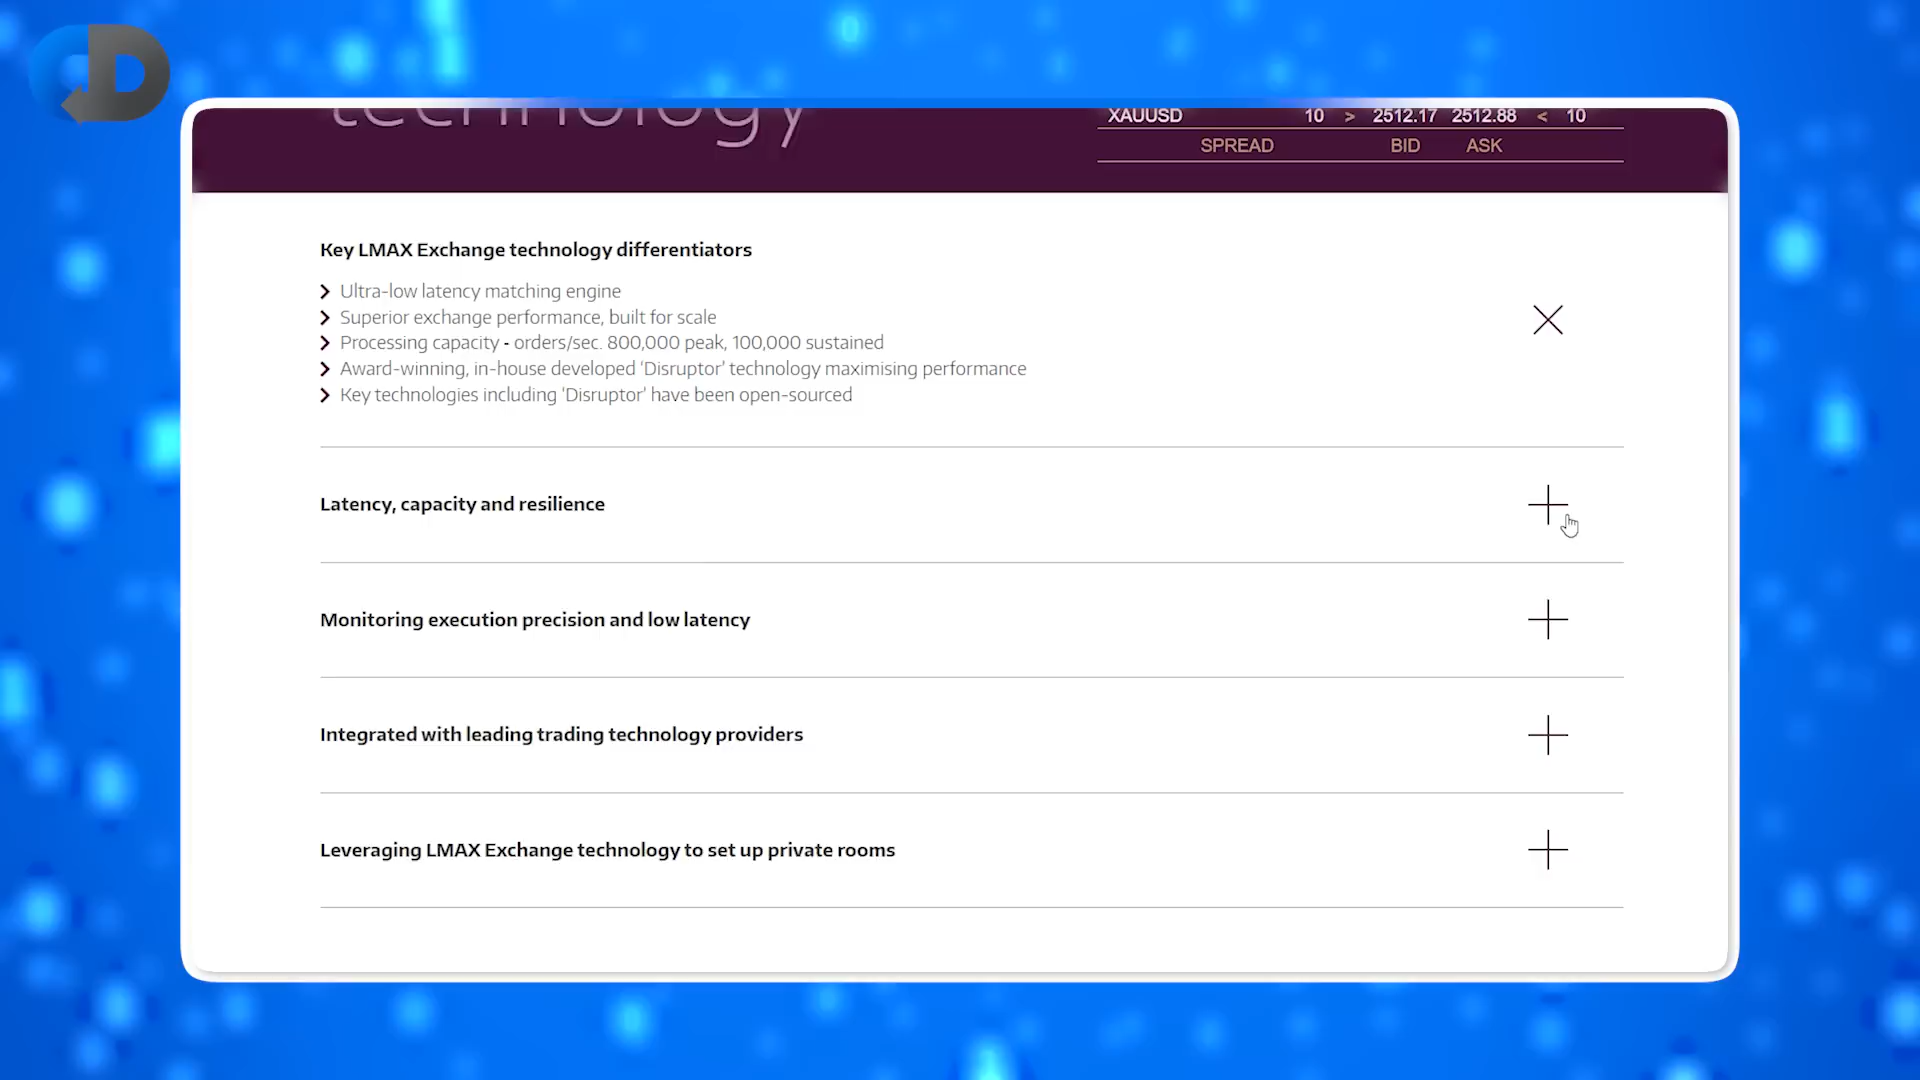 technology
XAUUSD 10 > 2512.17 2512.88 < 10
SPREAD BID ASK
Key LMAX Exchange technology differentiators
Ultra-low latency matching engine
Superior exchange performance, built for scale
Processing capacity - orders/sec. 800,000 peak, 100,000 sustained
Award-winning, in-house developed ‘Disruptor’ technology maximising performance
Key technologies including ‘Disruptor’ have been open-sourced
Latency, capacity and resilience
Monitoring execution precision and low latency
Integrated with leading trading technology providers
Leveraging LMAX Exchange technology to set up private rooms